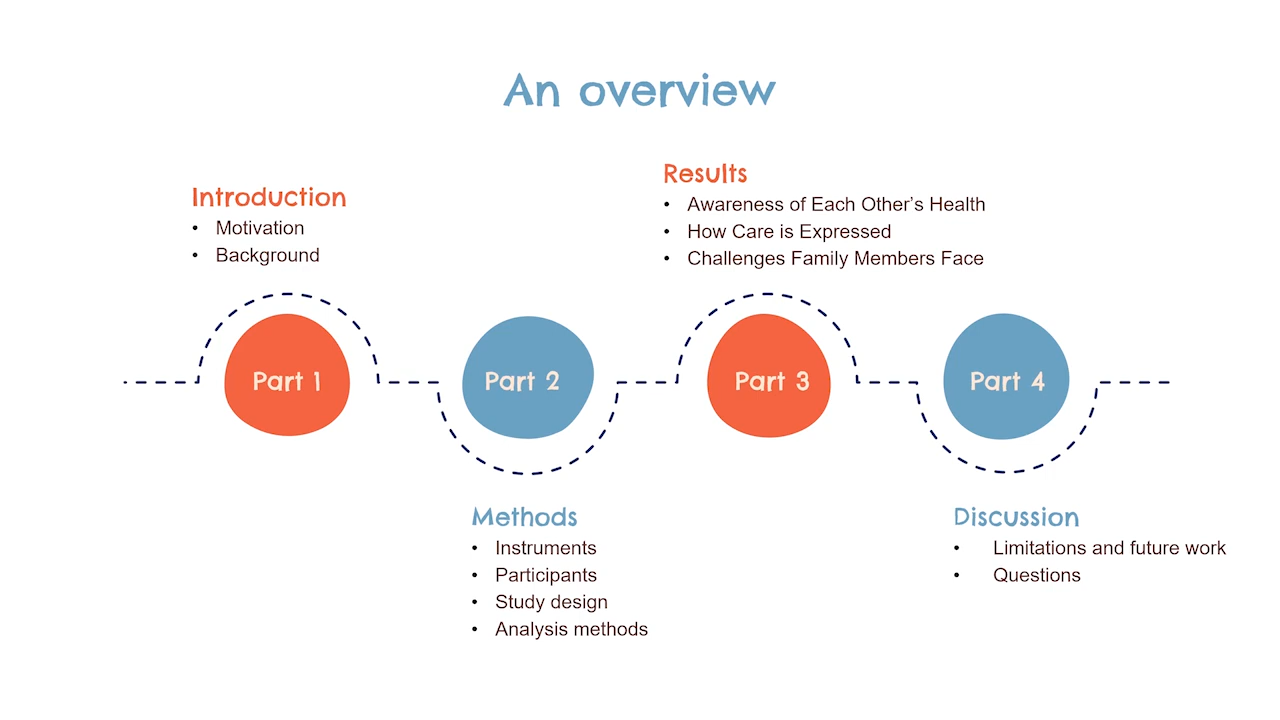 An overview
Introduction
• Motivation
• Background
Results
• Awareness of Each Other’s Health
• How Care is Expressed
• Challenges Family Members Face
Part 1
Part 2
Part 3
Part 4
Methods
• Instruments
• Participants
• Study design
• Analysis methods
Discussion
• Limitations and future work
• Questions